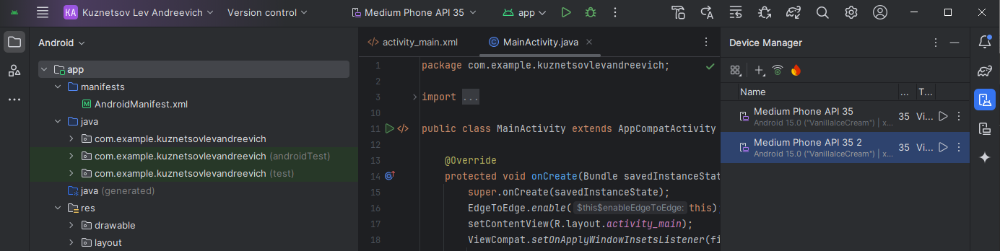 KA Kuznetsov Lev Andreevich Version control Medium Phone API 35 app
Android
app
manifests
AndroidManifest.xml
java
com.example.kuznetsovlevandreevich
com.example.kuznetsovlevandreevich (androidTest)
com.example.kuznetsovlevandreevich (test)
java (generated)
res
drawable
layout
activity_main.xml MainActivity.java
1 package com.example.kuznetsovlevandreevich;
2
3 import ...
10
11 public class MainActivity extends AppCompatActivity
12
13 @Override
14 protected void onCreate(Bundle savedInstanceStat
15 super.onCreate(savedInstanceState);
16 EdgeToEdge.enable( $this$enableEdgeToEdge: this)
17 setContentView(R.layout.activity_main);
18 ViewCompat.setOnApplyWindowInsetsListener(fi
Device Manager
Name ... T...
Medium Phone API 35 35 Vi...
Android 15.0 ("VanillaIceCream") | x...
Medium Phone API 35 2 35 Vi...
Android 15.0 ("VanillaIceCream") | x...